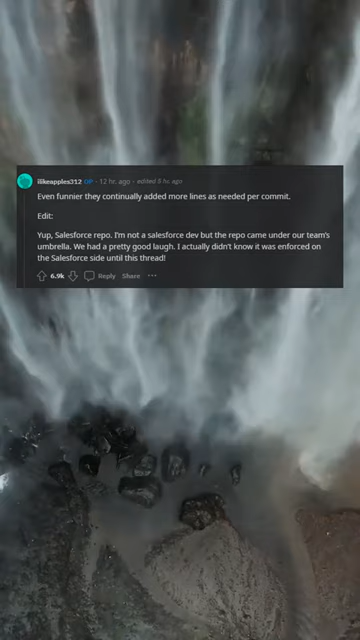 ilikeapples312 OP · 12 hr. ago · edited 8 hr. ago
Even funnier they continually added more lines as needed per commit.
Edit:
Yup, Salesforce repo. I'm not a salesforce dev but the repo came under our team's
umbrella. We had a pretty good laugh. I actually didn't know it was enforced on
the Salesforce side until this thread!
6.9k Reply Share ···